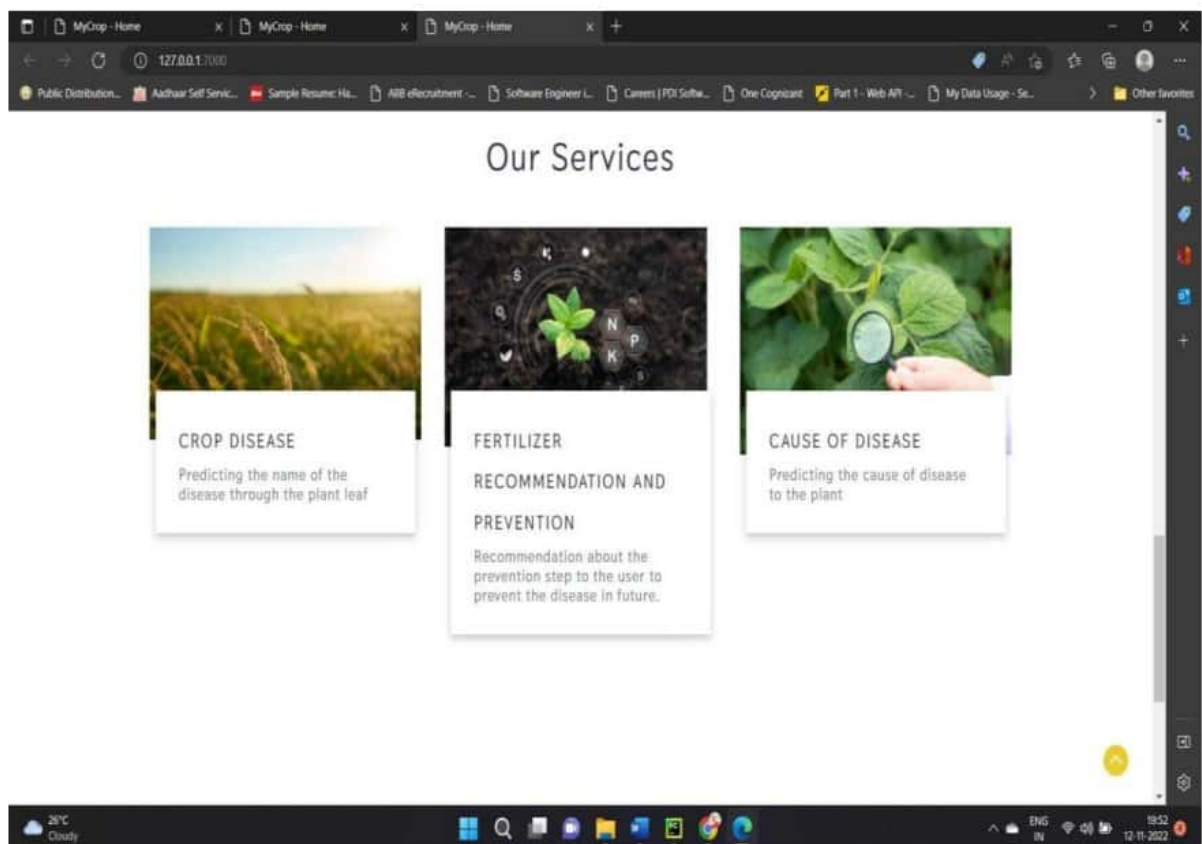 MyCrop - Home
MyCrop - Home
MyCrop - Home
127.0.0.1:7000
Public Distribution...
Aadhaar Self Servic...
Sample Resume: Ha...
AIIB eRecruitment -...
Software Engineer i...
Careers | PDI Softw...
One Cognizant
Part 1 - Web API -...
My Data Usage - Se...
Other favorites
Our Services
$
N
P
K
CROP DISEASE
Predicting the name of the
disease through the plant leaf
FERTILIZER
RECOMMENDATION AND
PREVENTION
Recommendation about the
prevention step to the user to
prevent the disease in future.
CAUSE OF DISEASE
Predicting the cause of disease
to the plant
26°C
Cloudy
ENG
IN
19:52
12-11-2022